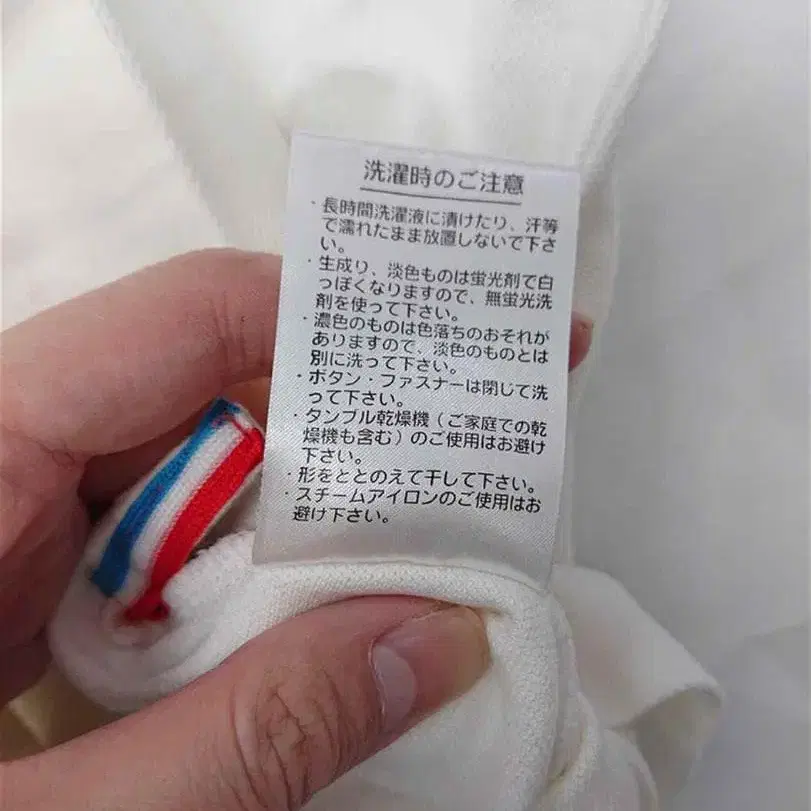 洗濯時のご注意
・長時間洗濯液に漬けたり、汗等
で濡れたまま放置しないで下さ
い。
・生成り、淡色ものは蛍光剤で白
っぽくなりますので、無蛍光洗
剤を使って下さい。
・濃色のものは色落ちのおそれが
ありますので、淡色のものとは
別に洗って下さい。
・ボタン・ファスナーは閉じて洗
って下さい。
・タンブル乾燥機（ご家庭での乾
燥機も含む）のご使用はお避け
下さい。
・形をととのえて干して下さい。
・スチームアイロンのご使用はお
避け下さい。